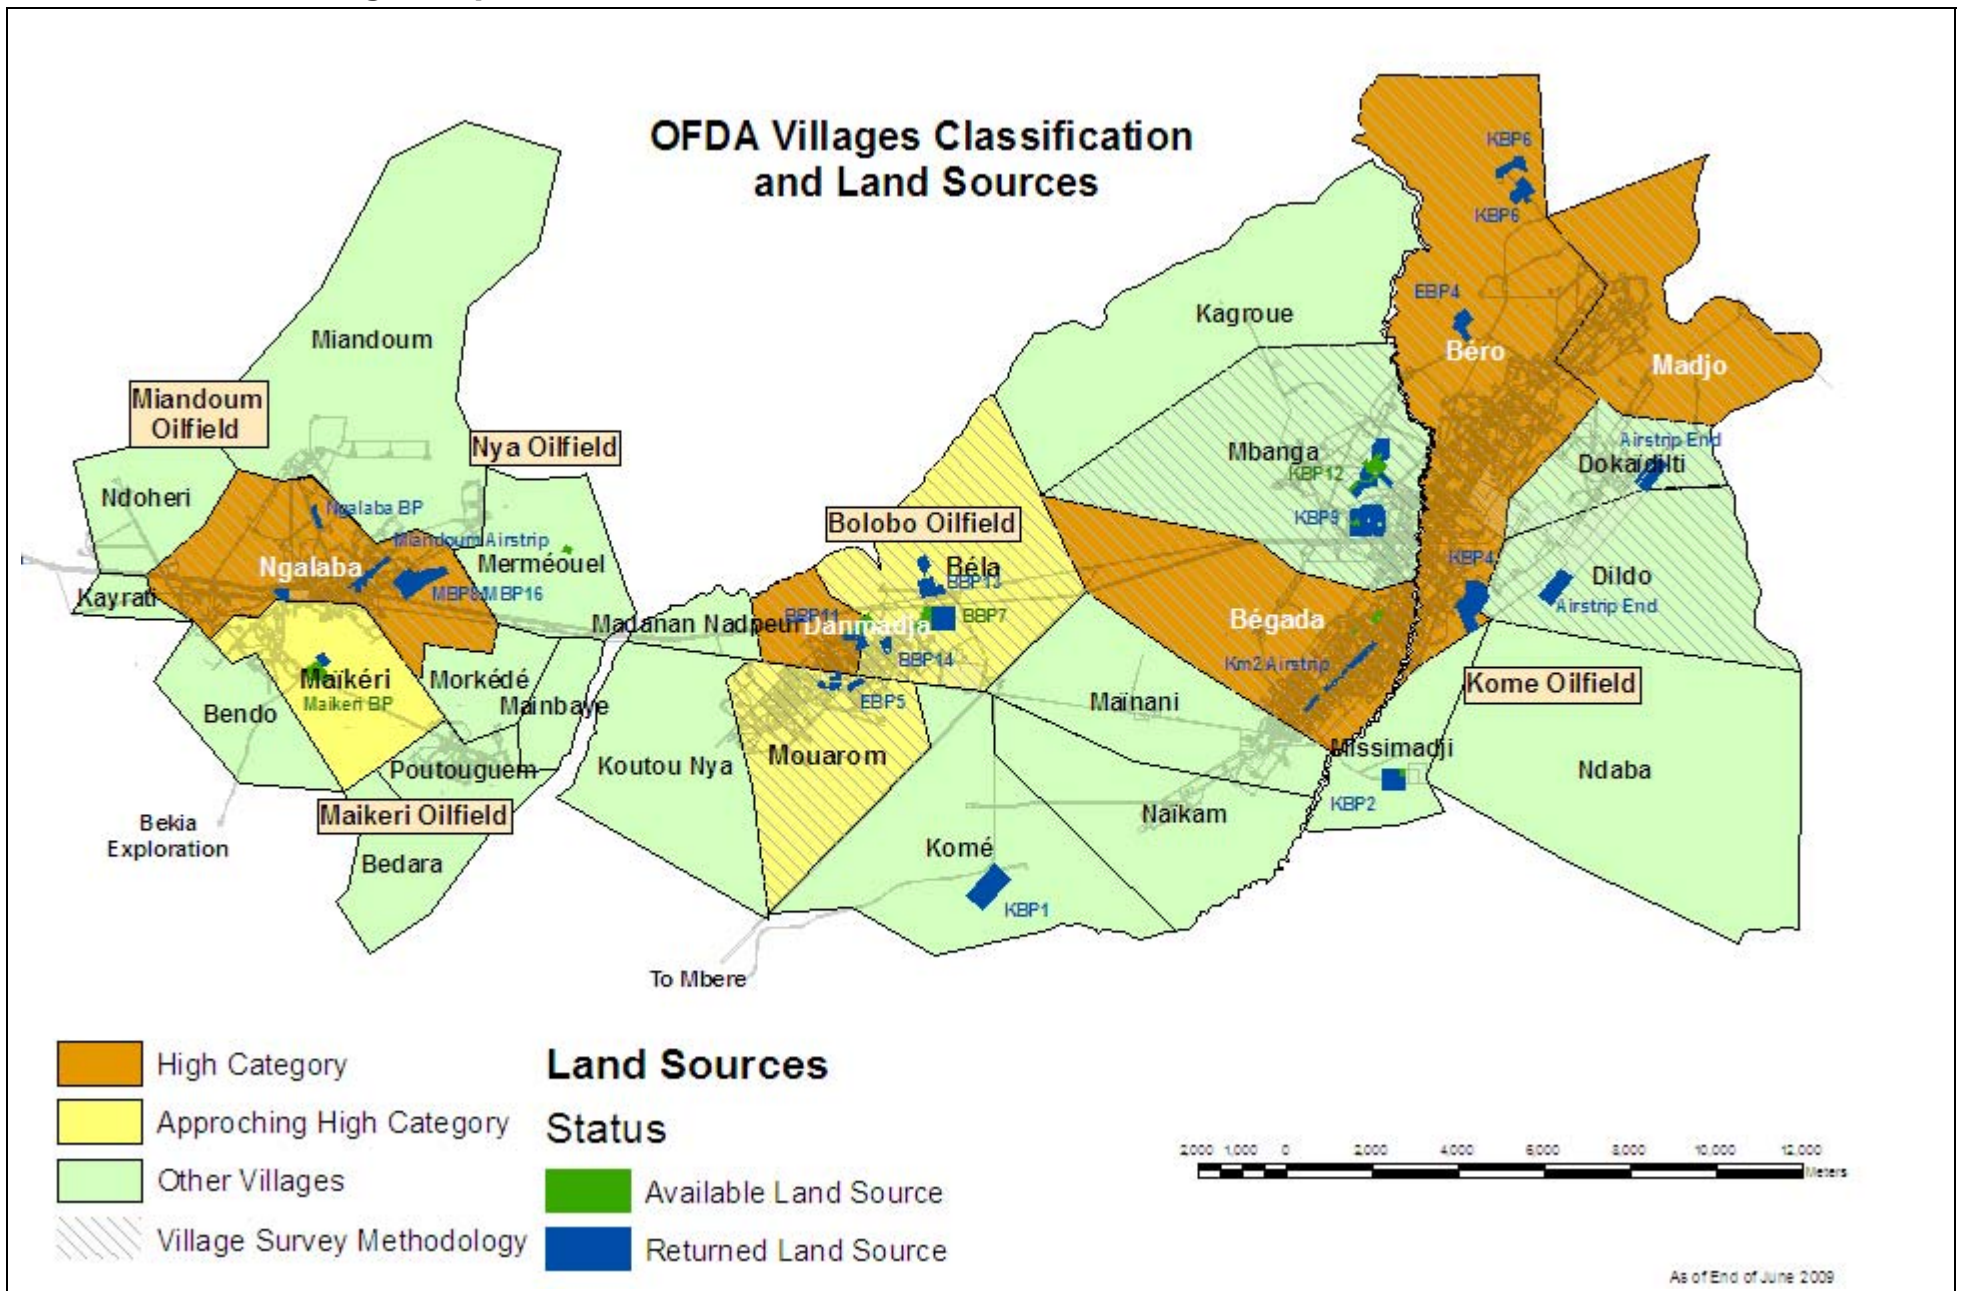 OFDA Villages Classification
and Land Sources
KBP6
KBP6
EBP4
Kagroue
Miandoum
Béro
Madjo
Miandoum
Oilfield
Nya Oilfield
Airstrip End
Mbanga
Dokaïdilti
KBP12
Ndoheri
Ngalaba BP
Bolobo Oilfield
KBP9
Miandoum Airstrip
Merméouel
Ngalaba
Béla
KBP4
Dildo
BBP13
MBP8/MBP16
Kayrati
Airstrip End
BBP11
BBP7
Madanan Nadpeur
Danmadja
Bégada
BBP14
Km2 Airstrip
Maïkéri
Morkédé
Kome Oilfield
Maikeri BP
Mainbaye
EBP5
Maïnani
Bendo
Missimadji
Mouarom
Poutouguem
Koutou Nya
Ndaba
KBP2
Maikeri Oilfield
Naïkam
Bekia
Exploration
Komé
Bedara
KBP1
To Mbere
High Category
Approching High Category
Other Villages
Village Survey Methodology
Land Sources
Status
Available Land Source
Returned Land Source
2,000 1,000 0 2,000 4,000 6,000 8,000 10,000 12,000
Meters
As of End of June 2009